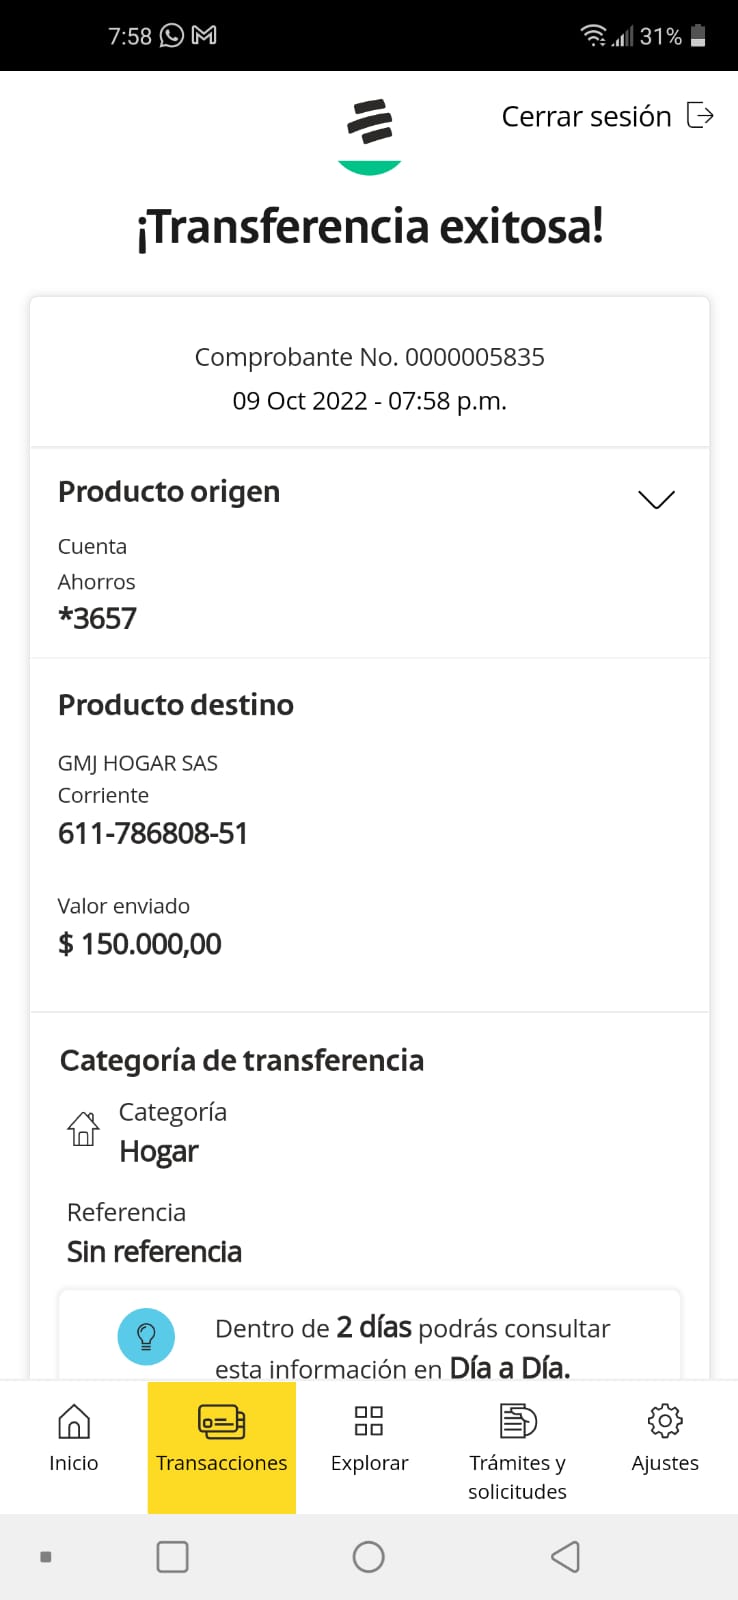 7:58 31%
Cerrar sesión
¡Transferencia exitosa!
Comprobante No. 0000005835
09 Oct 2022 - 07:58 p.m.
Producto origen
Cuenta
Ahorros
*3657
Producto destino
GMJ HOGAR SAS
Corriente
611-786808-51
Valor enviado
$ 150.000,00
Categoría de transferencia
Categoría
Hogar
Referencia
Sin referencia
Dentro de 2 días podrás consultar
esta información en Día a Día.
Inicio
Transacciones
Explorar
Trámites y
solicitudes
Ajustes